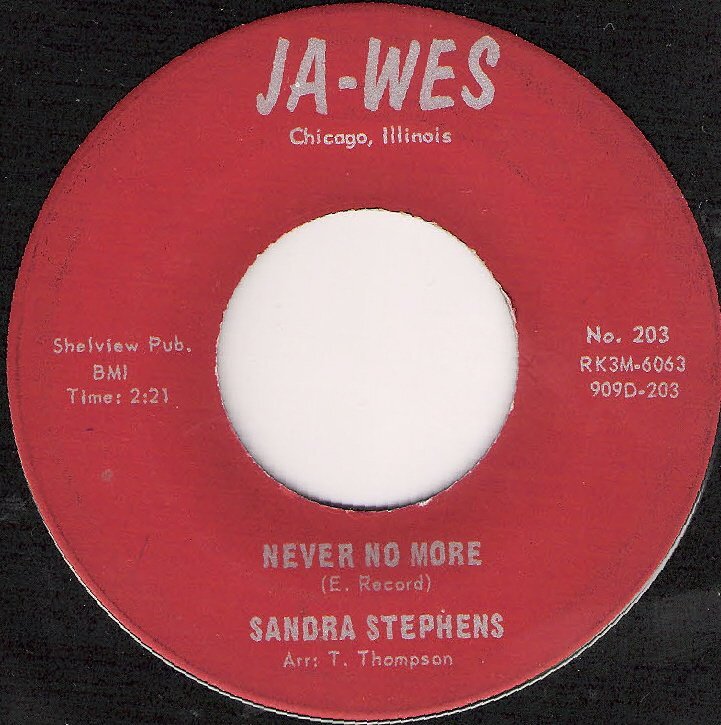 JA-WES
Chicago, Illinois
Shelview Pub.
BMI
Time: 2:21
No. 203
RK3M-6063
909D-203
NEVER NO MORE
(E. Record)
SANDRA STEPHENS
Arr: T. Thompson